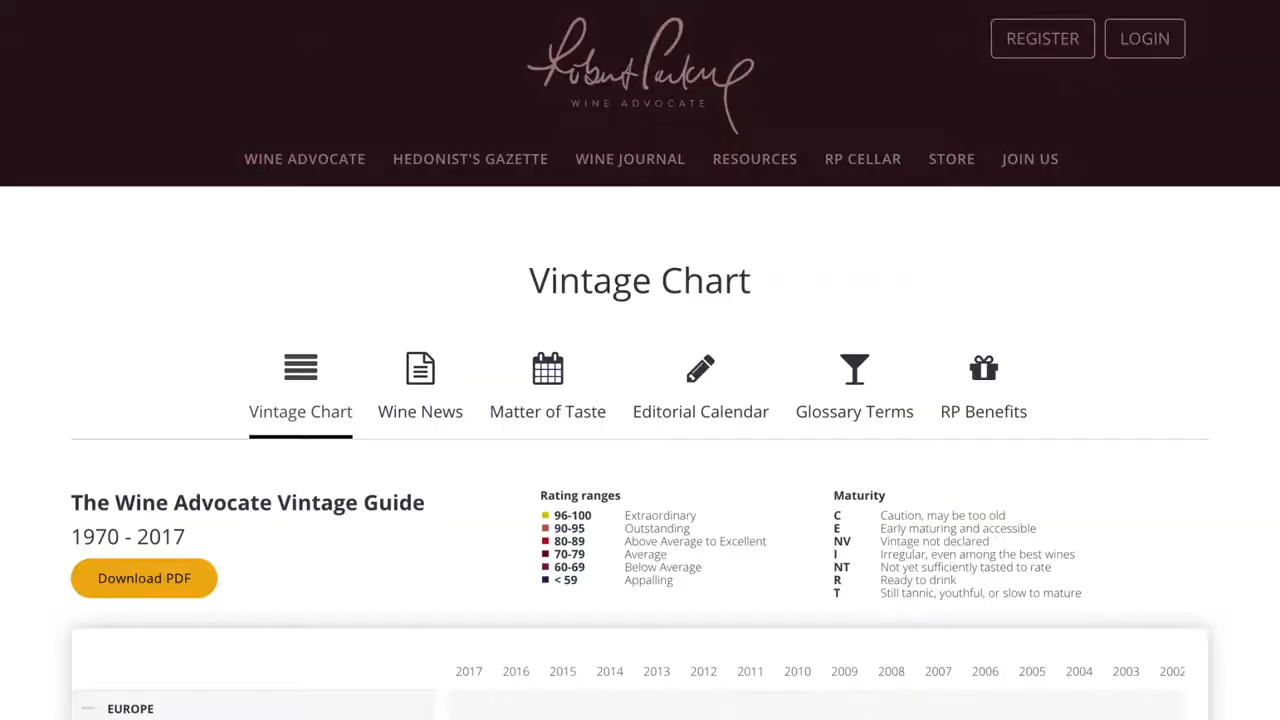 Robert Parker
WINE ADVOCATE
REGISTER
LOGIN
WINE ADVOCATE
HEDONIST'S GAZETTE
WINE JOURNAL
RESOURCES
RP CELLAR
STORE
JOIN US
Vintage Chart
Vintage Chart
Wine News
Matter of Taste
Editorial Calendar
Glossary Terms
RP Benefits
The Wine Advocate Vintage Guide
1970 - 2017
Download PDF
Rating ranges
96-100 Extraordinary
90-95 Outstanding
80-89 Above Average to Excellent
70-79 Average
60-69 Below Average
< 59 Appalling
Maturity
C Caution, may be too old
E Early maturing and accessible
NV Vintage not declared
I Irregular, even among the best wines
NT Not yet sufficiently tasted to rate
R Ready to drink
T Still tannic, youthful, or slow to mature
2017 2016 2015 2014 2013 2012 2011 2010 2009 2008 2007 2006 2005 2004 2003 2002
EUROPE